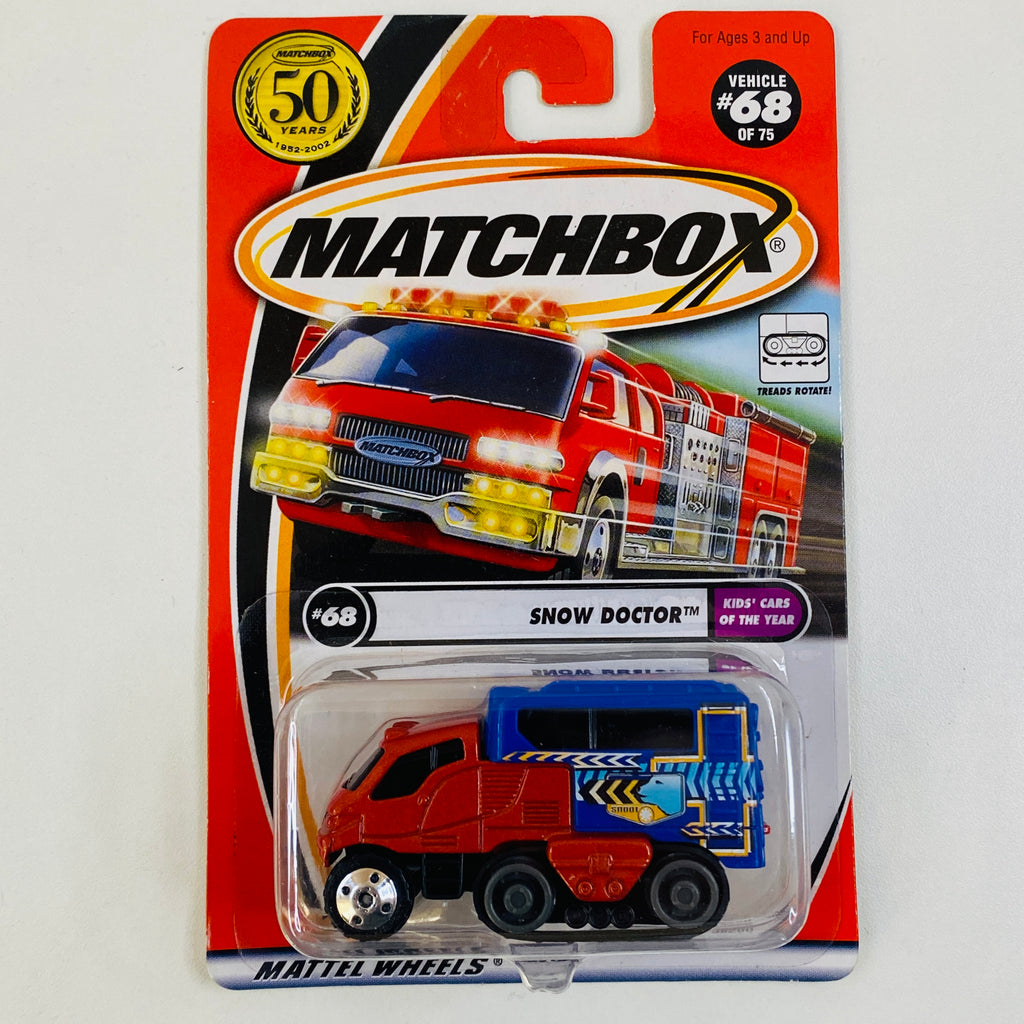 MATCHBOX
50
YEARS
1952-2002
For Ages 3 and Up
VEHICLE
#68
OF 75
MATCHBOX®
TREADS ROTATE!
MATCHBOX
#68
SNOW DOCTOR™
KIDS' CARS
OF THE YEAR
MATTEL WHEELS®